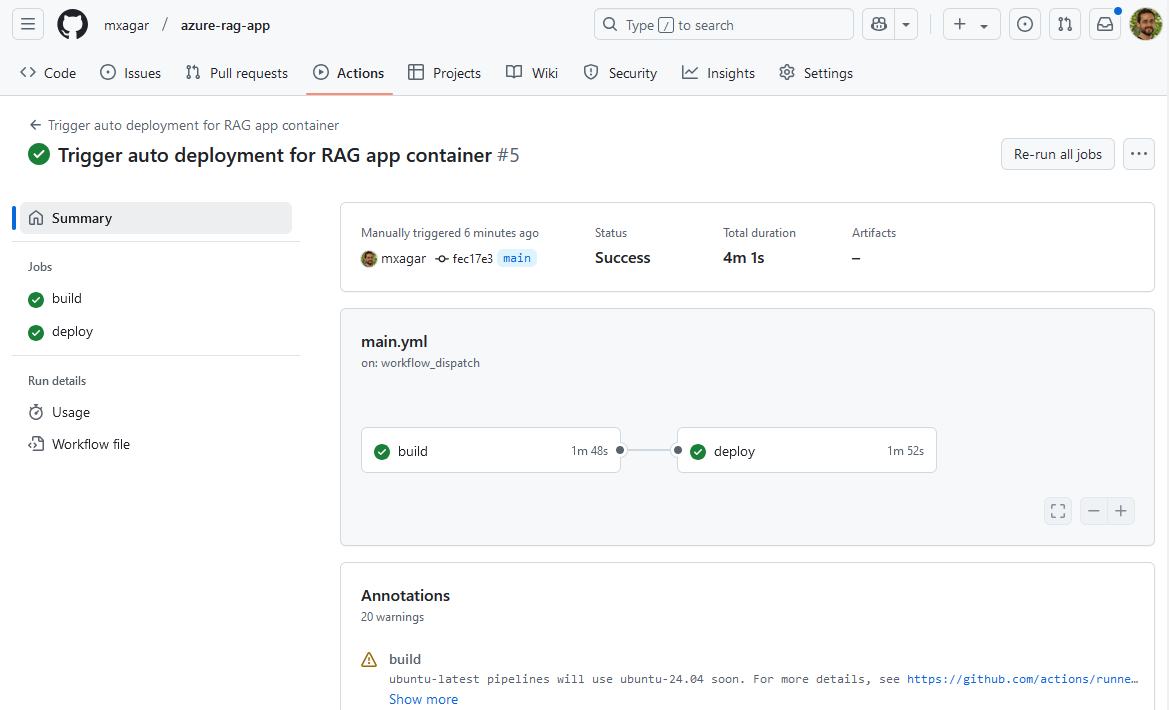 mxagar / azure-rag-app
Type / to search
Code Issues Pull requests Actions Projects Wiki Security Insights Settings
← Trigger auto deployment for RAG app container
Trigger auto deployment for RAG app container #5
Re-run all jobs
Summary
Jobs
build
deploy
Run details
Usage
Workflow file
Manually triggered 6 minutes ago
mxagar fec17e3 main
Status
Success
Total duration
4m 1s
Artifacts
–
main.yml
on: workflow_dispatch
build 1m 48s
deploy 1m 52s
Annotations
20 warnings
build
ubuntu-latest pipelines will use ubuntu-24.04 soon. For more details, see https://github.com/actions/runne…
Show more